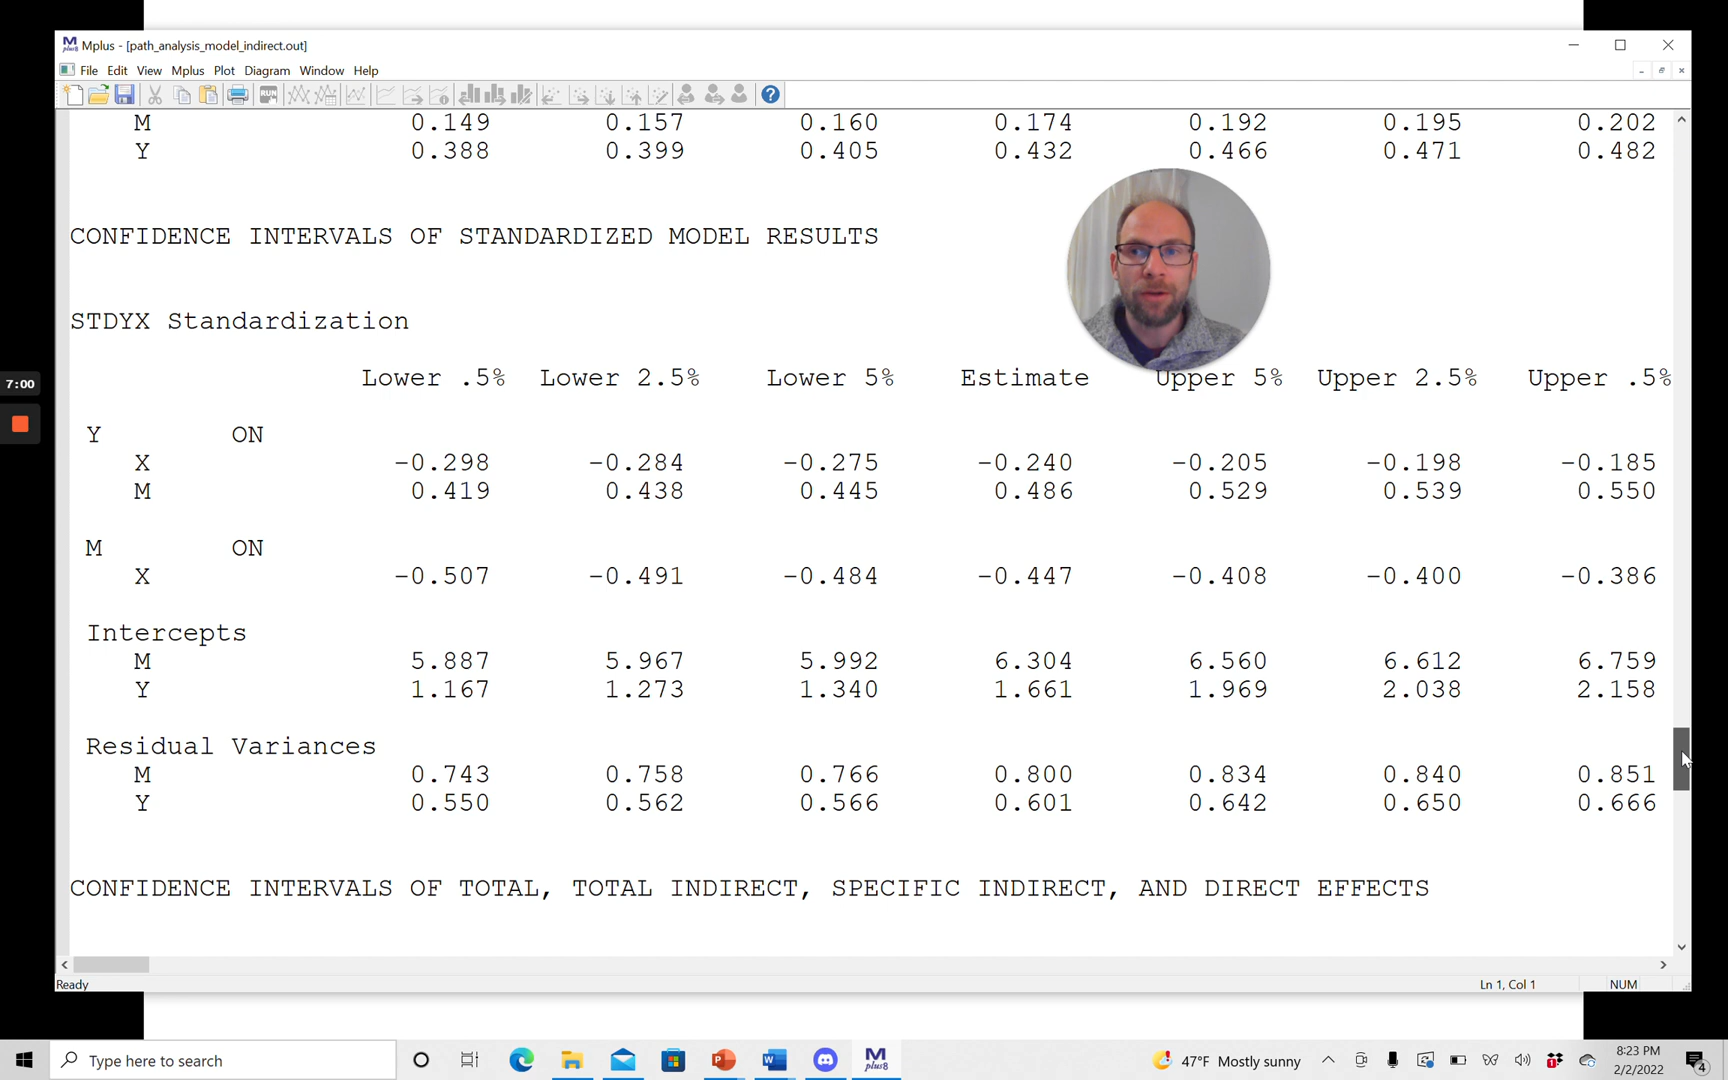 Mplus - [path_analysis_model_indirect.out]
File Edit View Mplus Plot Diagram Window Help
RUN
M 0.149 0.157 0.160 0.174 0.192 0.195 0.202
Y 0.388 0.399 0.405 0.432 0.466 0.471 0.482
CONFIDENCE INTERVALS OF STANDARDIZED MODEL RESULTS
STDYX Standardization
7:00
Lower .5% Lower 2.5% Lower 5% Estimate Upper 5% Upper 2.5% Upper .5%
Y ON
X -0.298 -0.284 -0.275 -0.240 -0.205 -0.198 -0.185
M 0.419 0.438 0.445 0.486 0.529 0.539 0.550
M ON
X -0.507 -0.491 -0.484 -0.447 -0.408 -0.400 -0.386
Intercepts
M 5.887 5.967 5.992 6.304 6.560 6.612 6.759
Y 1.167 1.273 1.340 1.661 1.969 2.038 2.158
Residual Variances
M 0.743 0.758 0.766 0.800 0.834 0.840 0.851
Y 0.550 0.562 0.566 0.601 0.642 0.650 0.666
CONFIDENCE INTERVALS OF TOTAL, TOTAL INDIRECT, SPECIFIC INDIRECT, AND DIRECT EFFECTS
Ready Ln 1, Col 1 NUM
Type here to search
M
plus8
47°F Mostly sunny
8:23 PM
2/2/2022
4